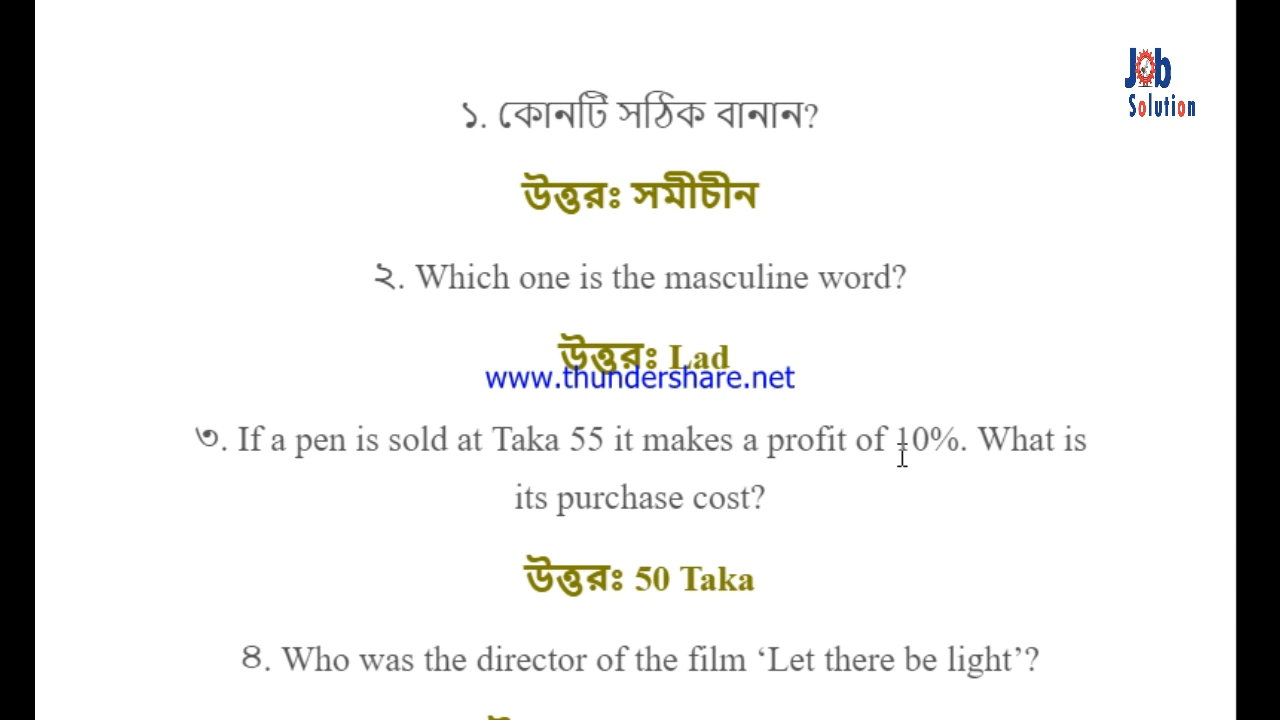 Job
Solution
১. কোনটি সঠিক বানান?
উত্তরঃ সমীচীন
২. Which one is the masculine word?
উত্তরঃ Lad
www.thundershare.net
৩. If a pen is sold at Taka 55 it makes a profit of 10%. What is
its purchase cost?
উত্তরঃ 50 Taka
৪. Who was the director of the film ‘Let there be light’?